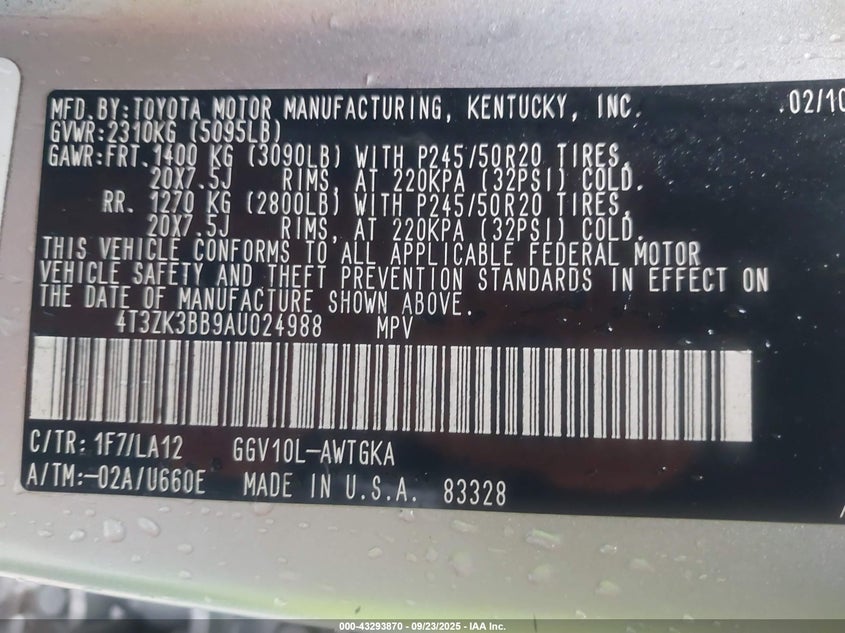 MFD.BY:TOYOTA MOTOR MANUFACTURING, KENTUCKY, INC. .02/10
GVWR:2310KG (5095LB)
GAWR:FRT.1400 KG (3090LB) WITH P245/50R20 TIRES,
20X7.5J RIMS, AT 220KPA (32PSI) COLD.
RR. 1270 KG (2800LB) WITH P245/50R20 TIRES,
20X7.5J RIMS, AT 220KPA (32PSI) COLD.
THIS VEHICLE CONFORMS TO ALL APPLICABLE FEDERAL MOTOR
VEHICLE SAFETY AND THEFT PREVENTION STANDARDS IN EFFECT ON
THE DATE OF MANUFACTURE SHOWN ABOVE.
4T3ZK3BB9AU024988 MPV
C/TR:1F7/LA12 GGV10L-AWTGKA
A/TM:-02A/U660E MADE IN U.S.A. 83328
000-43293870 - 09/23/2025 - IAA Inc.